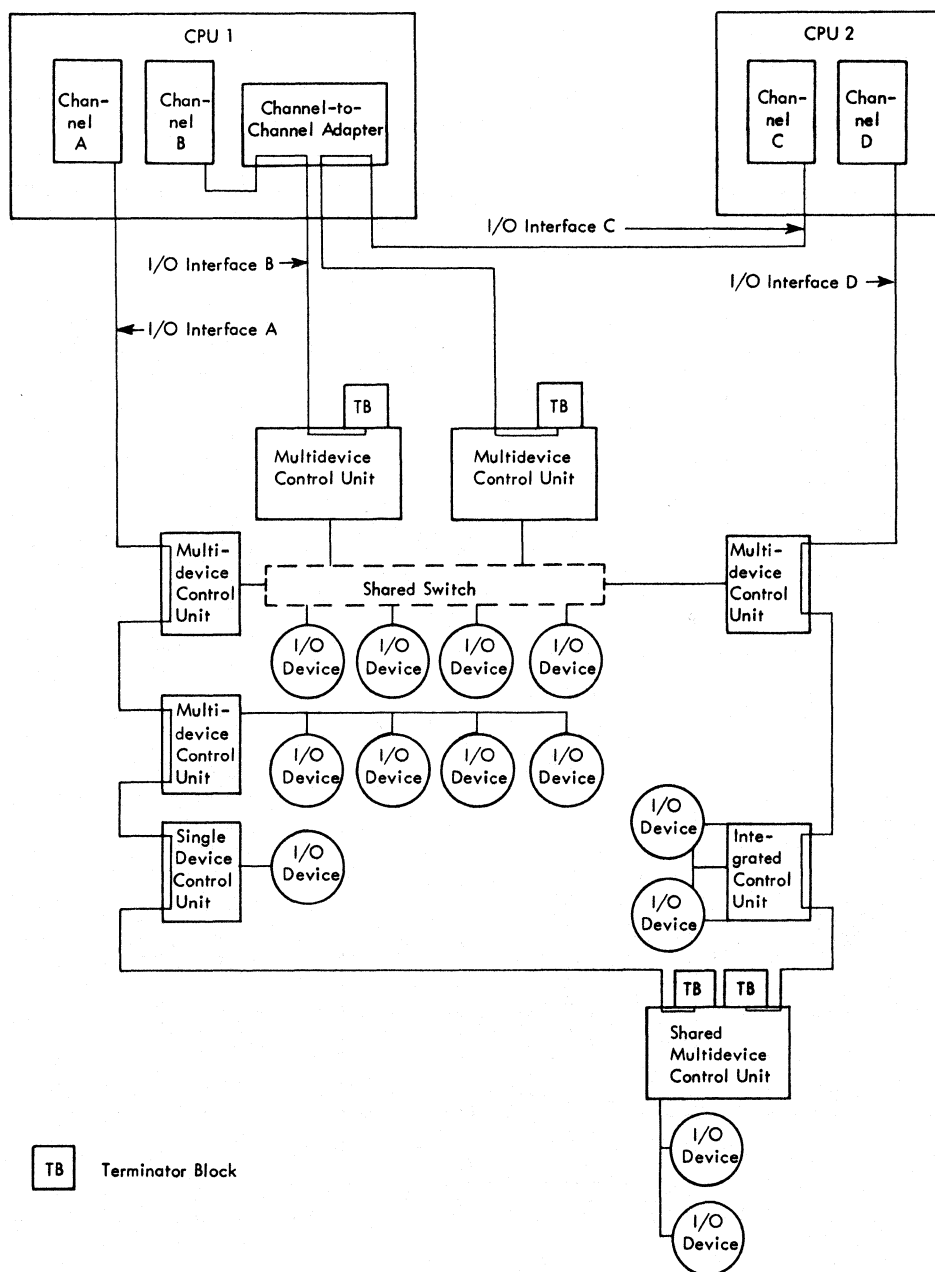 CPU 1
Chan-
nel
A
Chan-
nel
B
Channel-to-
Channel Adapter
CPU 2
Chan-
nel
C
Chan-
nel
D
I/O Interface C
I/O Interface B
I/O Interface D
I/O Interface A
TB
Multidevice
Control Unit
TB
Multidevice
Control Unit
Multi-
device
Control
Unit
Shared Switch
Multi-
device
Control
Unit
I/O
Device
I/O
Device
I/O
Device
I/O
Device
Multi-
device
Control
Unit
I/O
Device
I/O
Device
I/O
Device
I/O
Device
Single
Device
Control
Unit
I/O
Device
I/O
Device
I/O
Device
Inte-
grated
Control
Unit
TB
TB
Shared
Multidevice
Control Unit
I/O
Device
I/O
Device
TB
Terminator Block